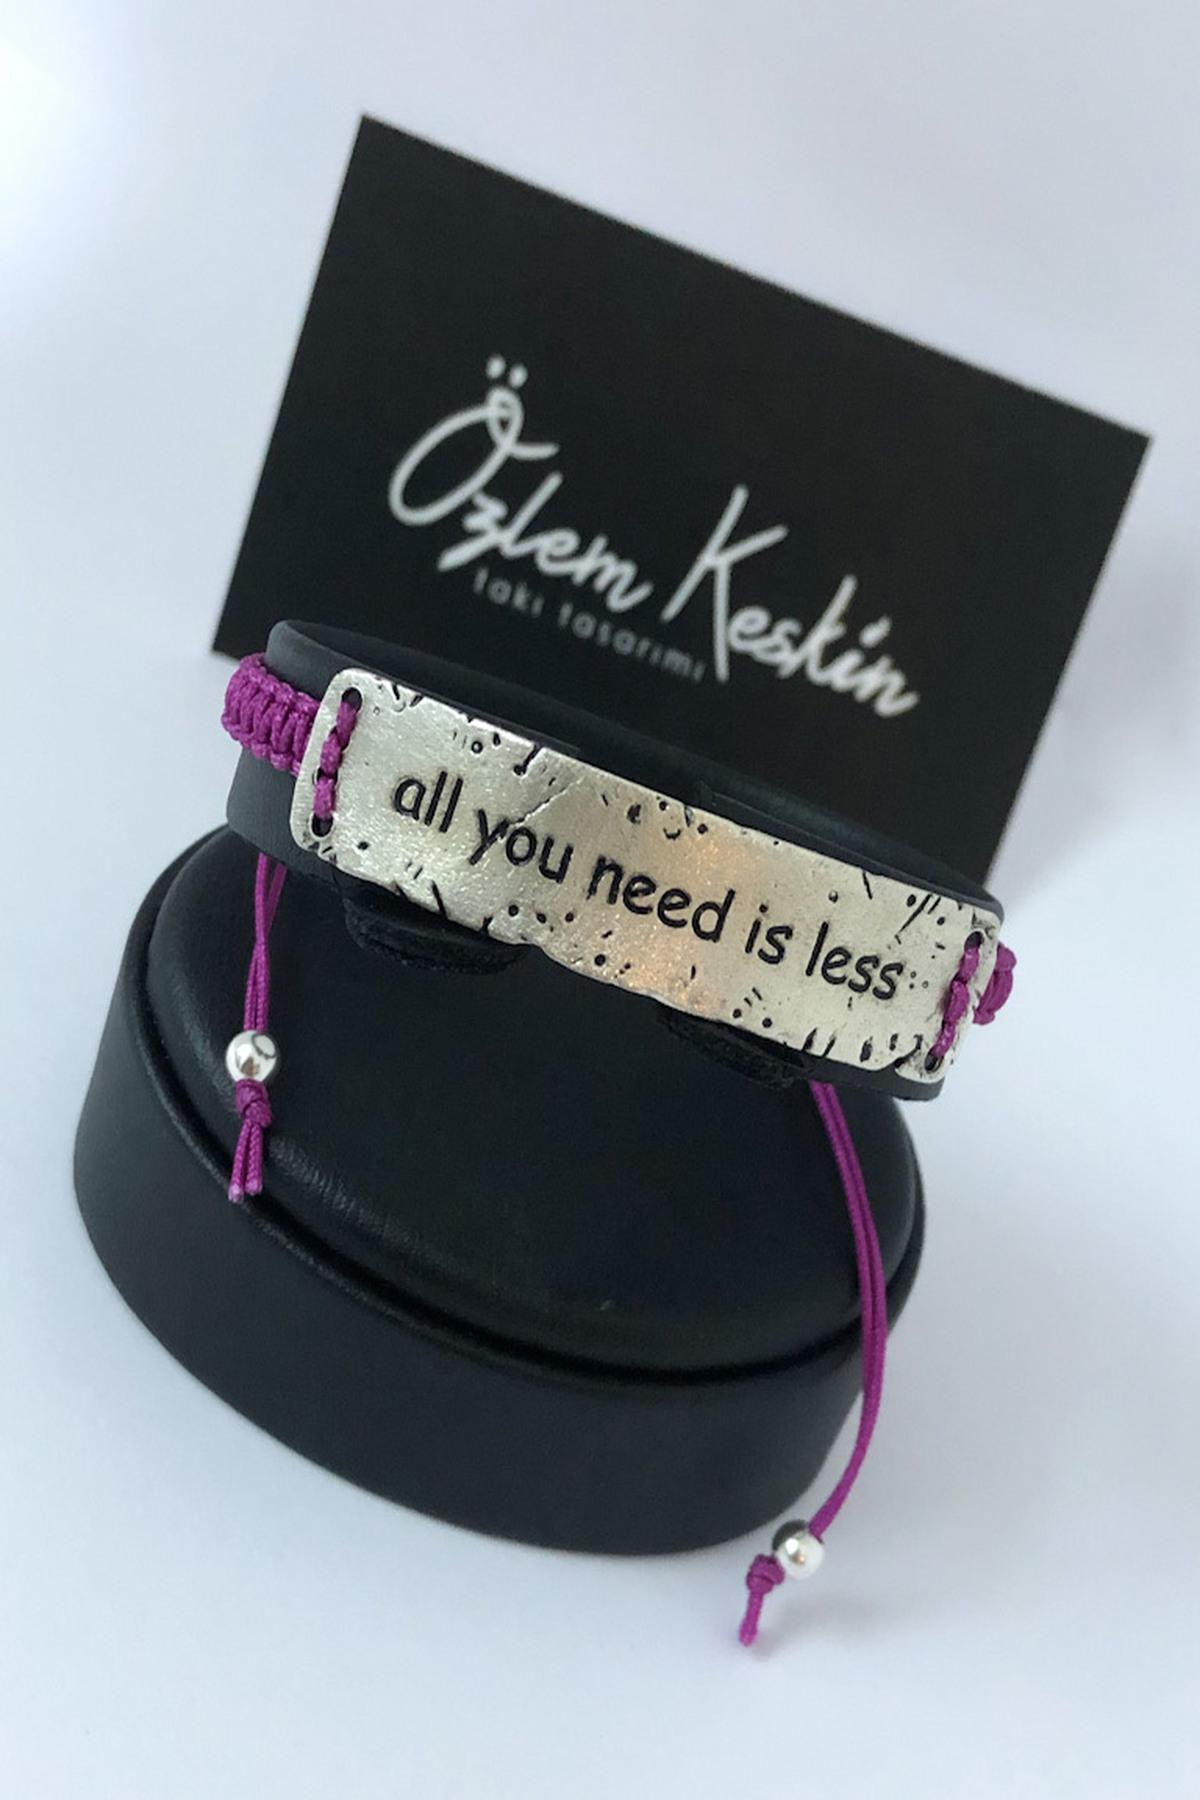 Özlem Keskin
takı tasarımı
all you need is less